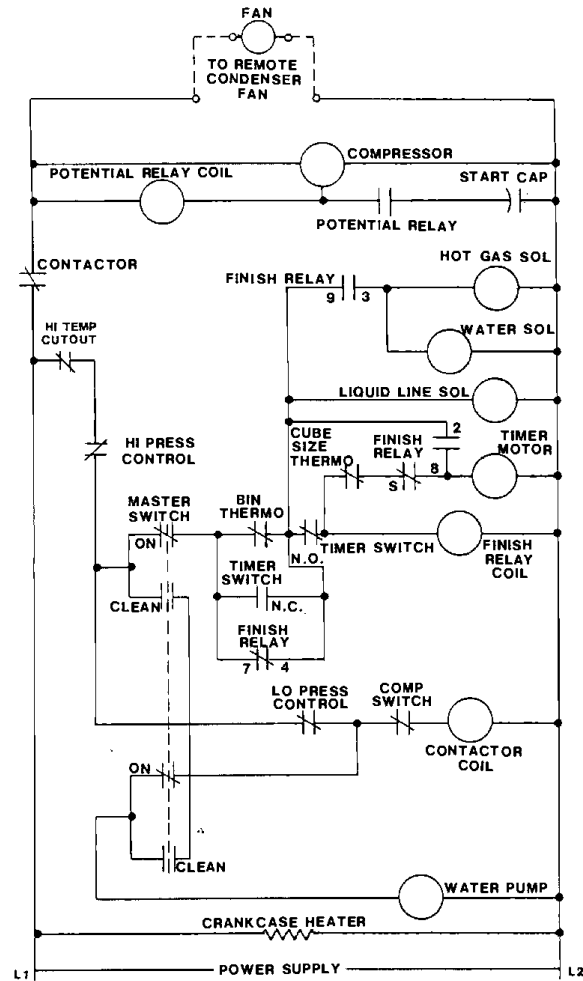 FAN
TO REMOTE
CONDENSER
FAN
COMPRESSOR
POTENTIAL RELAY COIL
START CAP
POTENTIAL RELAY
CONTACTOR
HOT GAS SOL
FINISH RELAY
9 3
HI TEMP
CUTOUT
WATER SOL
LIQUID LINE SOL
HI PRESS
CONTROL
CUBE
SIZE
THERMO
FINISH
RELAY
2
TIMER
MOTOR
S 8
MASTER
SWITCH
ON
BIN
THERMO
N.O.
TIMER SWITCH
FINISH
RELAY
COIL
TIMER
SWITCH
N.C.
CLEAN
FINISH
RELAY
7 4
LO PRESS
CONTROL
COMP
SWITCH
CONTACTOR
COIL
ON
CLEAN
WATER PUMP
CRANKCASE HEATER
L1 POWER SUPPLY L2